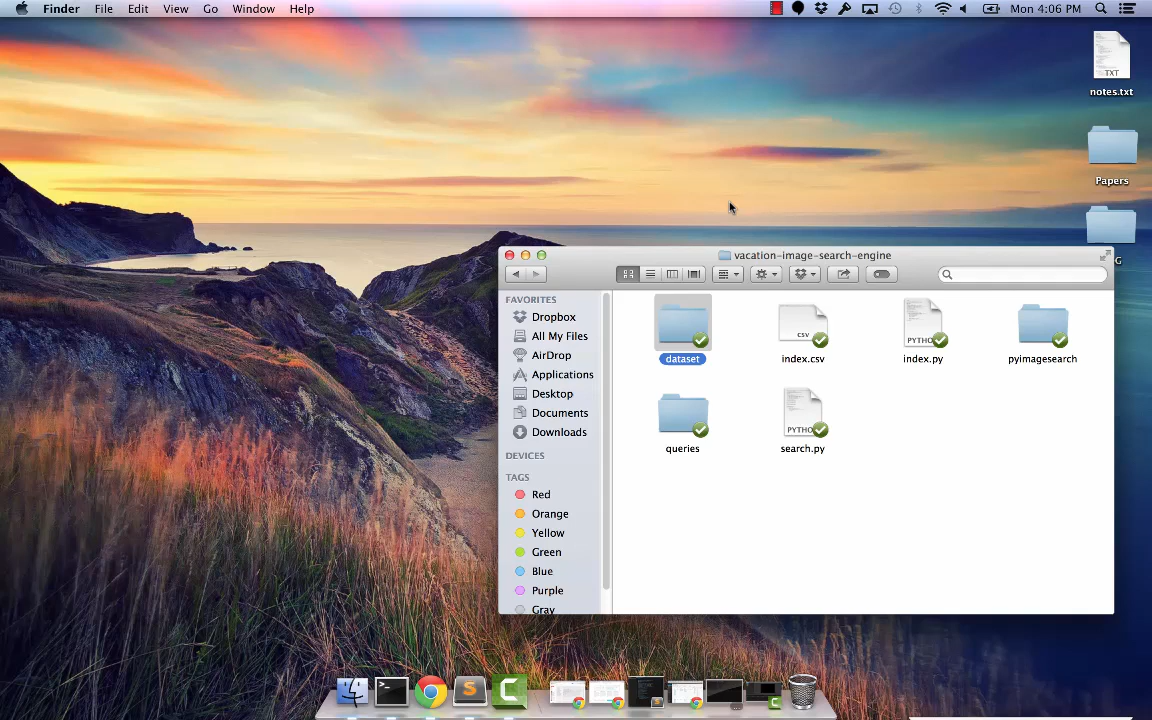 Finder File Edit View Go Window Help Mon 4:06 PM
TXT
notes.txt
Papers
G
vacation-image-search-engine
FAVORITES
Dropbox
All My Files
AirDrop
Applications
Desktop
Documents
Downloads
DEVICES
TAGS
Red
Orange
Yellow
Green
Blue
Purple
Gray
csv
PYTHON
dataset index.csv index.py pyimagesearch
PYTHON
queries search.py